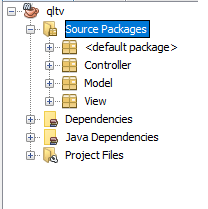 qltv
Source Packages
<default package>
Controller
Model
View
Dependencies
Java Dependencies
Project Files